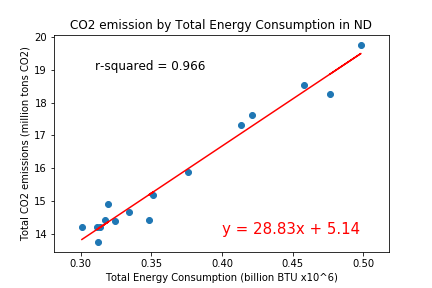 CO2 emission by Total Energy Consumption in ND
Total CO2 emissions (million tons CO2)
20
19
18
17
16
15
14
r-squared = 0.966
y = 28.83x + 5.14
0.30 0.35 0.40 0.45 0.50
Total Energy Consumption (billion BTU x10^6)